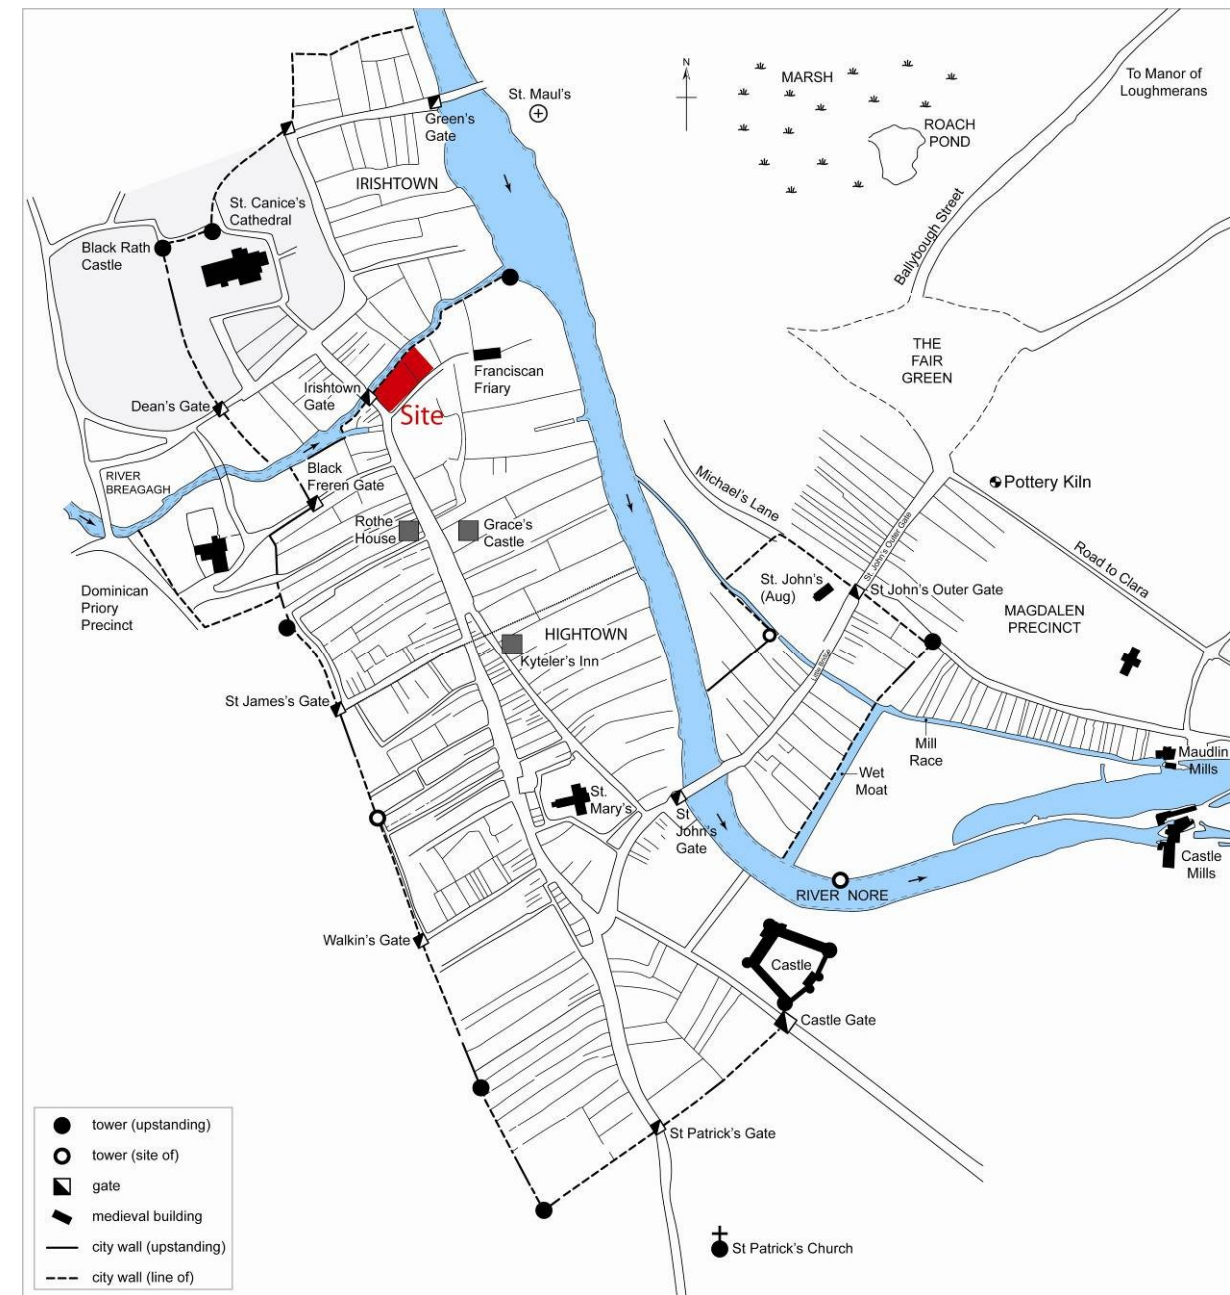 N
MARSH
To Manor of
Loughmerans
St. Maul's
Green's
Gate
ROACH
POND
IRISHTOWN
St. Canice's
Cathedral
Black Rath
Castle
Ballybough Street
THE
FAIR
GREEN
Franciscan
Friary
Irishtown
Gate
Dean's Gate
Site
Black
Freren Gate
RIVER
BREAGAGH
Michael's Lane
Pottery Kiln
Rothe
House
Grace's
Castle
St. John's Outer Gate
Road to Clara
Dominican
Priory
Precinct
St. John's
(Aug)
St John's Outer Gate
MAGDALEN
PRECINCT
HIGHTOWN
Kyteler's Inn
Little Bridge
St James's Gate
Mill
Race
Maudlin
Mills
Wet
Moat
St.
Mary's
St
John's
Gate
Castle
Mills
RIVER NORE
Walkin's Gate
Castle
Castle Gate
St Patrick's Gate
tower (upstanding)
tower (site of)
gate
medieval building
city wall (upstanding)
city wall (line of)
St Patrick's Church